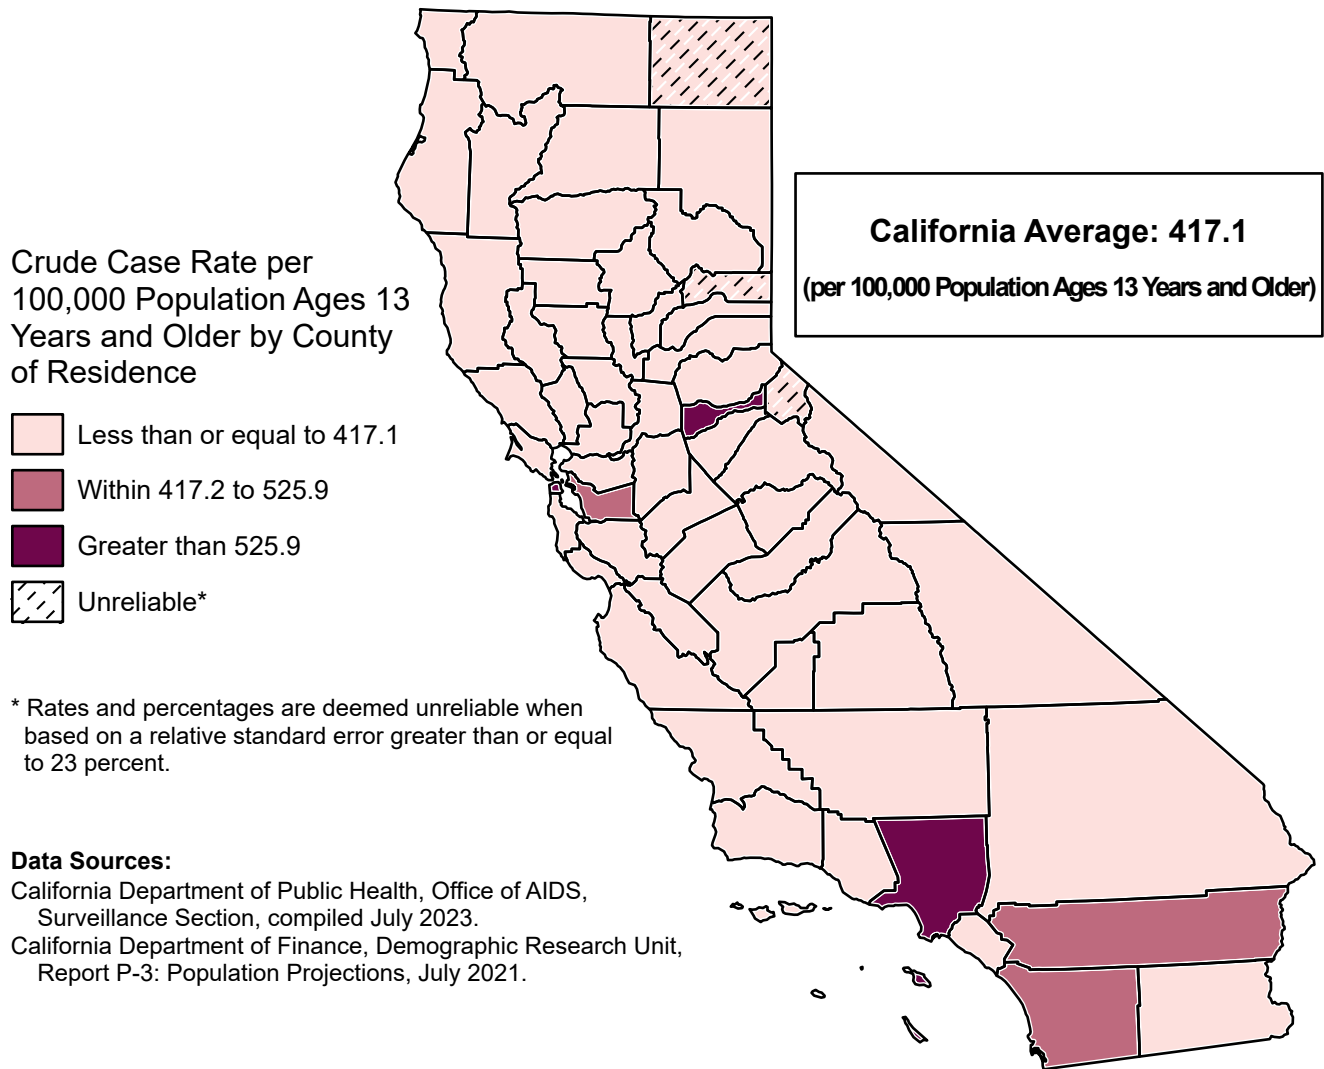 California Average: 417.1
(per 100,000 Population Ages 13 Years and Older)
Crude Case Rate per
100,000 Population Ages 13
Years and Older by County
of Residence
Less than or equal to 417.1
Within 417.2 to 525.9
Greater than 525.9
Unreliable*
* Rates and percentages are deemed unreliable when
based on a relative standard error greater than or equal
to 23 percent.
Data Sources:
California Department of Public Health, Office of AIDS,
Surveillance Section, compiled July 2023.
California Department of Finance, Demographic Research Unit,
Report P-3: Population Projections, July 2021.